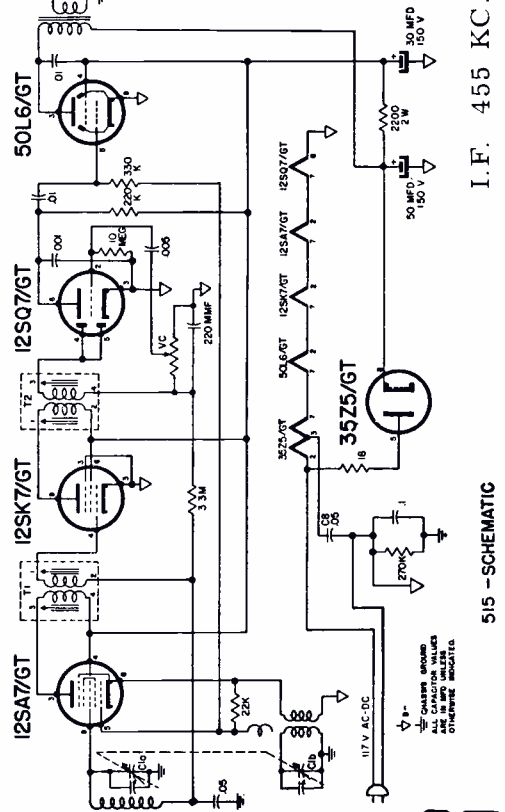 50L6/GT
12SQ7/GT
12SK7/GT
12SA7/GT
T2
T1
.01
.01
.001
10 MEG
.005
220 K
330 K
VC
220 MMF
3.3M
22K
C1a
C1b
.05
12SQ7/GT
12SA7/GT
12SK7/GT
50L6/GT
35Z5/GT
35Z5/GT
30 MFD
150 V
2200
2 W
50 MFD.
150 V
18
C8
.05
.1
270K
117 V AC-DC
B-
CHASSIS GROUND
ALL CAPACITOR VALUES
ARE IN MFD UNLESS
OTHERWISE INDICATED.
515 - SCHEMATIC
I.F. 455 KC.